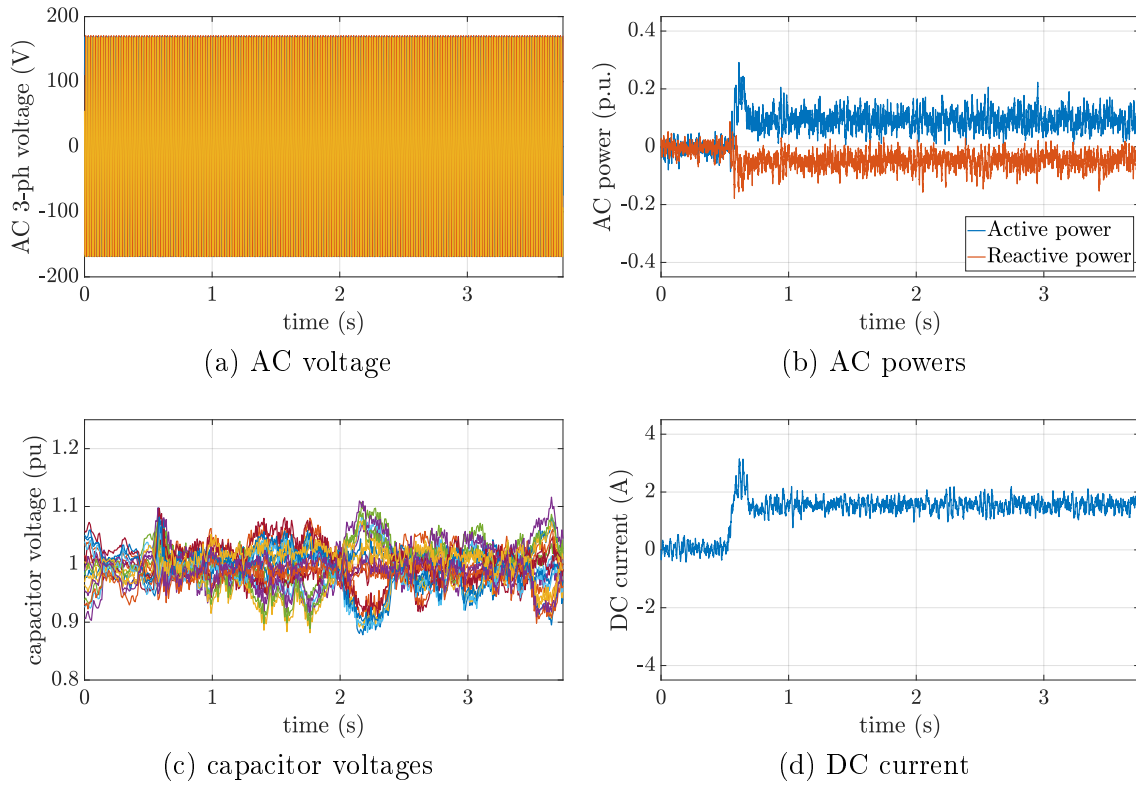 200
100
0
-100
-200
AC 3-ph voltage (V)
0 1 2 3
time (s)
(a) AC voltage
0.4
0.2
0
-0.2
-0.4
AC power (p.u.)
Active power
Reactive power
0 1 2 3
time (s)
(b) AC powers
1.2
1.1
1
0.9
0.8
capacitor voltage (pu)
0 1 2 3
time (s)
(c) capacitor voltages
4
2
0
-2
-4
DC current (A)
0 1 2 3
time (s)
(d) DC current